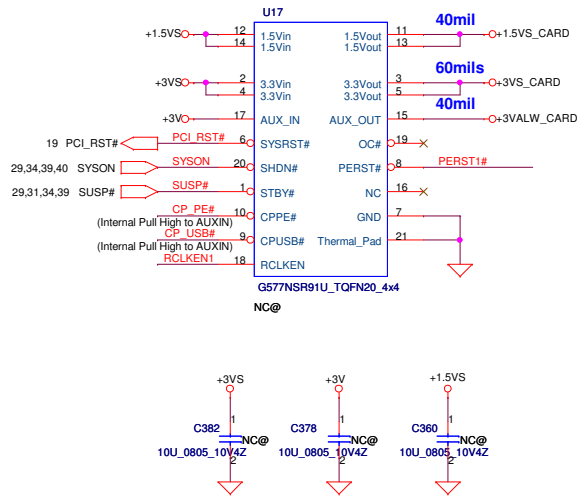 U17
+1.5VS 12 1.5Vin 1.5Vout 11 40mil +1.5VS_CARD
14 1.5Vin 1.5Vout 13
+3VS 2 3.3Vin 3.3Vout 3 60mils +3VS_CARD
4 3.3Vin 3.3Vout 5
+3V 17 AUX_IN AUX_OUT 15 40mil +3VALW_CARD
19 PCI_RST# PCI_RST# 6 SYSRST# OC# 19
29,34,39,40 SYSON SYSON 20 SHDN# PERST# 8 PERST1#
29,31,34,39 SUSP# SUSP# 1 STBY# NC 16
CP_PE# 10 CPPE# GND 7
(Internal Pull High to AUXIN)
CP_USB# 9 CPUSB# Thermal_Pad 21
(Internal Pull High to AUXIN)
RCLKEN1 18 RCLKEN
G577NSR91U_TQFN20_4x4
NC@
+3VS +3V +1.5VS
1 1 1
C382 NC@ C378 NC@ C360 NC@
10U_0805_10V4Z 10U_0805_10V4Z 10U_0805_10V4Z
2 2 2